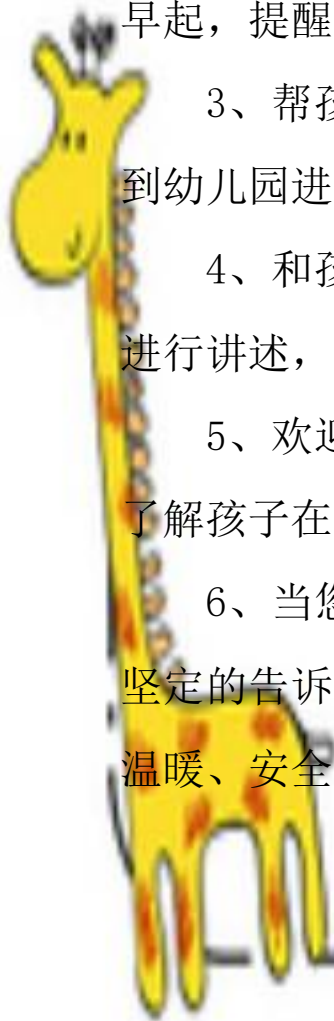 早起，提醒
3、帮孩
到幼儿园进
4、和孩
进行讲述，
5、欢迎
了解孩子在
6、当您
坚定的告诉
温暖、安全